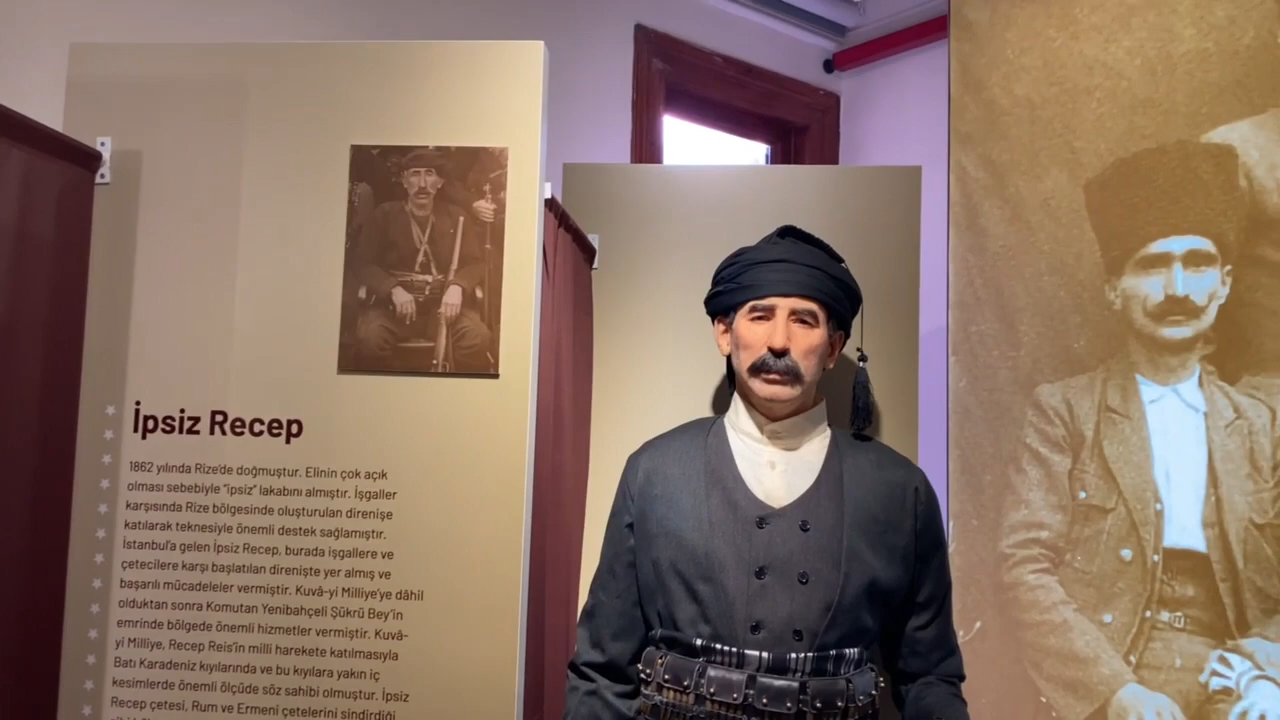 İpsiz Recep
1862 yılında Rize’de doğmuştur. Elinin çok açık
olması sebebiyle “ipsiz” lakabını almıştır. İşgaller
karşısında Rize bölgesinde oluşturulan direnişe
katılarak teknesiyle önemli destek sağlamıştır.
İstanbul’a gelen İpsiz Recep, burada işgallere ve
çetecilere karşı başlatılan direnişte yer almış ve
başarılı mücadeleler vermiştir. Kuvâ-yi Milliye’ye dâhil
olduktan sonra Komutan Yenibahçeli Şükrü Bey’in
emrinde bölgede önemli hizmetler vermiştir. Kuvâ-
yi Milliye, Recep Reis’in milli harekete katılmasıyla
Batı Karadeniz kıyılarında ve bu kıyılara yakın iç
kesimlerde önemli ölçüde söz sahibi olmuştur. İpsiz
Recep çetesi, Rum ve Ermeni çetelerini sindirdiği